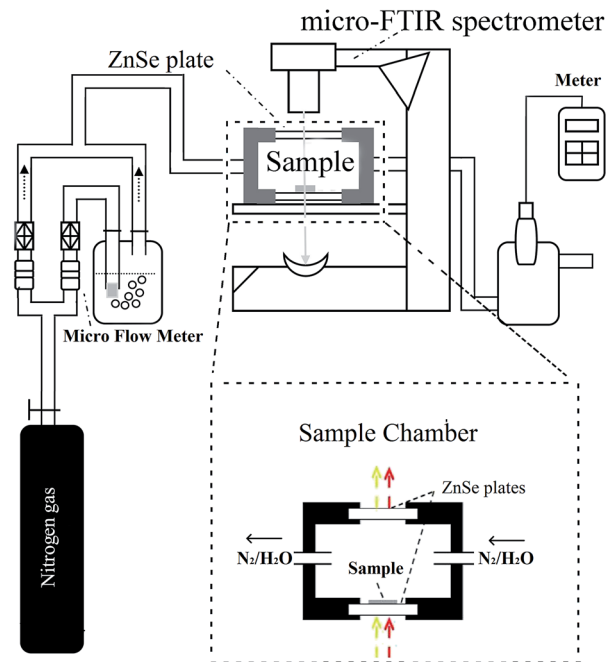 micro-FTIR spectrometer
ZnSe plate
Meter
Sample
Micro Flow Meter
Nitrogen gas
Sample Chamber
ZnSe plates
N₂/H₂O
N₂/H₂O
Sample